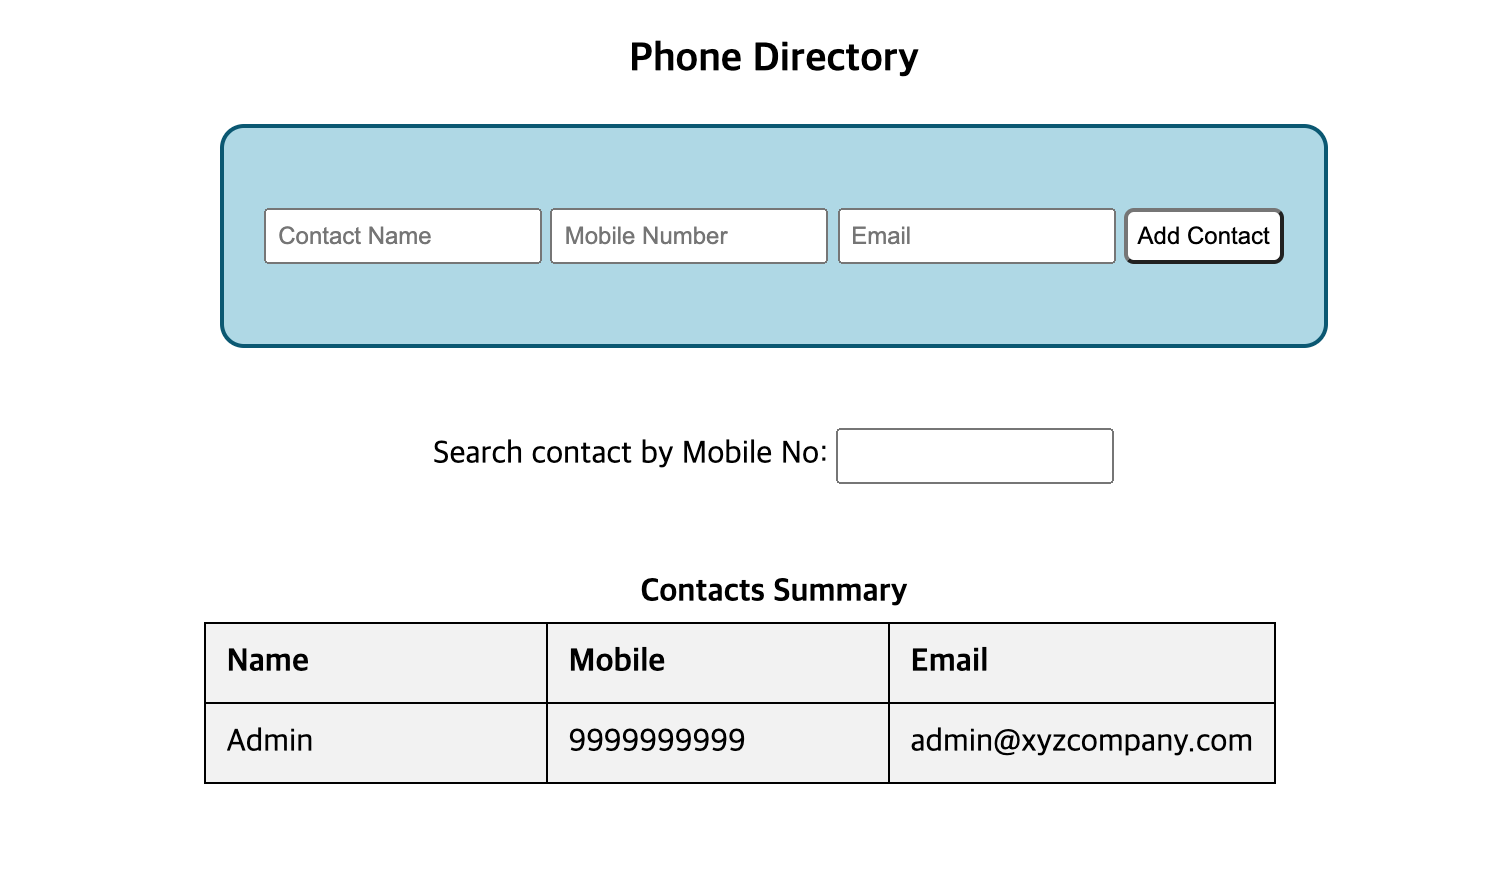 Phone Directory
Contact Name Mobile Number Email Add Contact
Search contact by Mobile No:
Contacts Summary
Name Mobile Email
Admin 9999999999 admin@xyzcompany.com